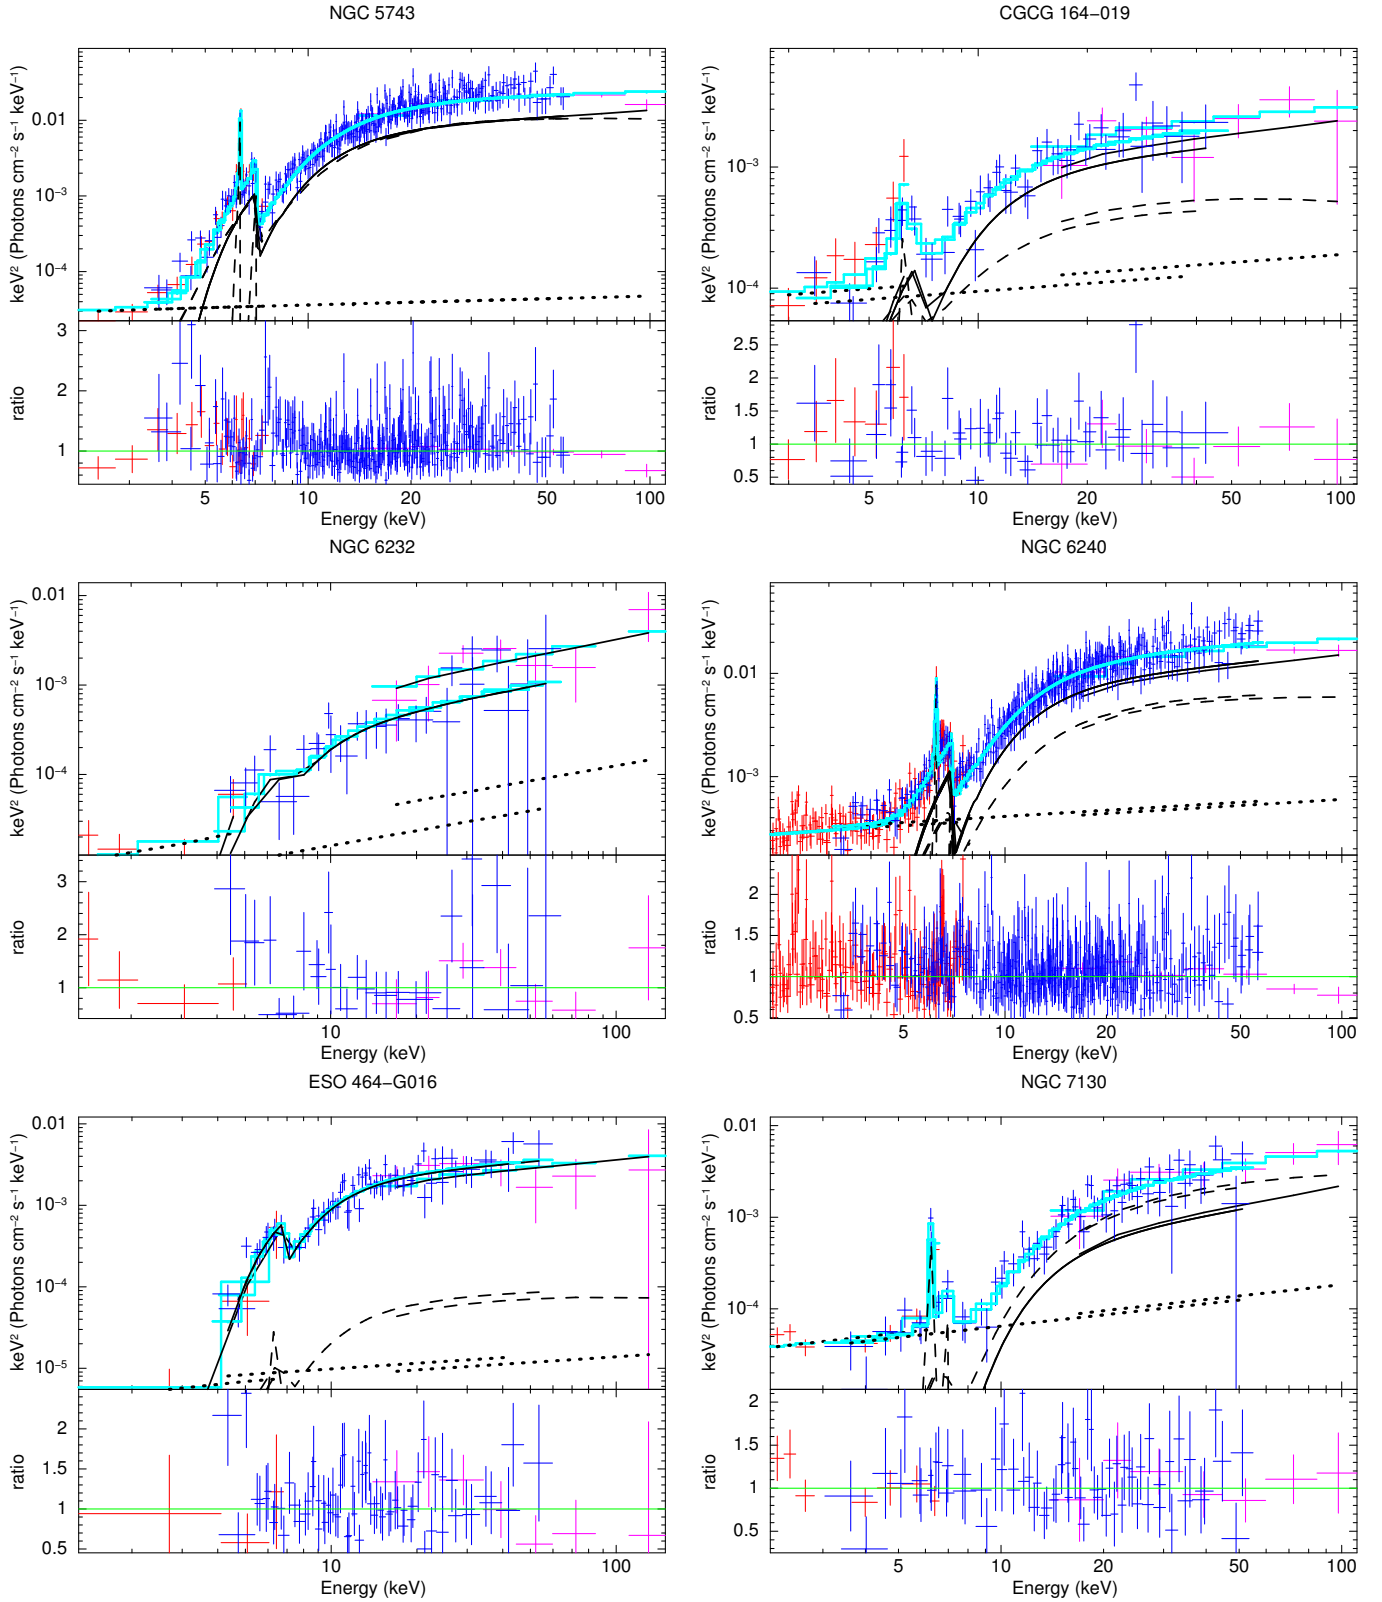 NGC 5743
keV² (Photons cm⁻² s⁻¹ keV⁻¹)
0.01
10⁻³
10⁻⁴
ratio
3
2
1
5 10 20 50 100
Energy (keV)
CGCG 164−019
keV² (Photons cm⁻² s⁻¹ keV⁻¹)
10⁻³
10⁻⁴
ratio
2.5
2
1.5
1
0.5
5 10 20 50 100
Energy (keV)
NGC 6232
keV² (Photons cm⁻² s⁻¹ keV⁻¹)
0.01
10⁻³
10⁻⁴
ratio
3
2
1
10 100
Energy (keV)
NGC 6240
keV² (Photons cm⁻² s⁻¹ keV⁻¹)
0.01
10⁻³
ratio
2
1.5
1
0.5
5 10 20 50 100
Energy (keV)
ESO 464−G016
keV² (Photons cm⁻² s⁻¹ keV⁻¹)
0.01
10⁻³
10⁻⁴
10⁻⁵
ratio
2
1.5
1
0.5
10 100
Energy (keV)
NGC 7130
keV² (Photons cm⁻² s⁻¹ keV⁻¹)
0.01
10⁻³
10⁻⁴
ratio
2
1.5
1
0.5
5 10 20 50 100
Energy (keV)